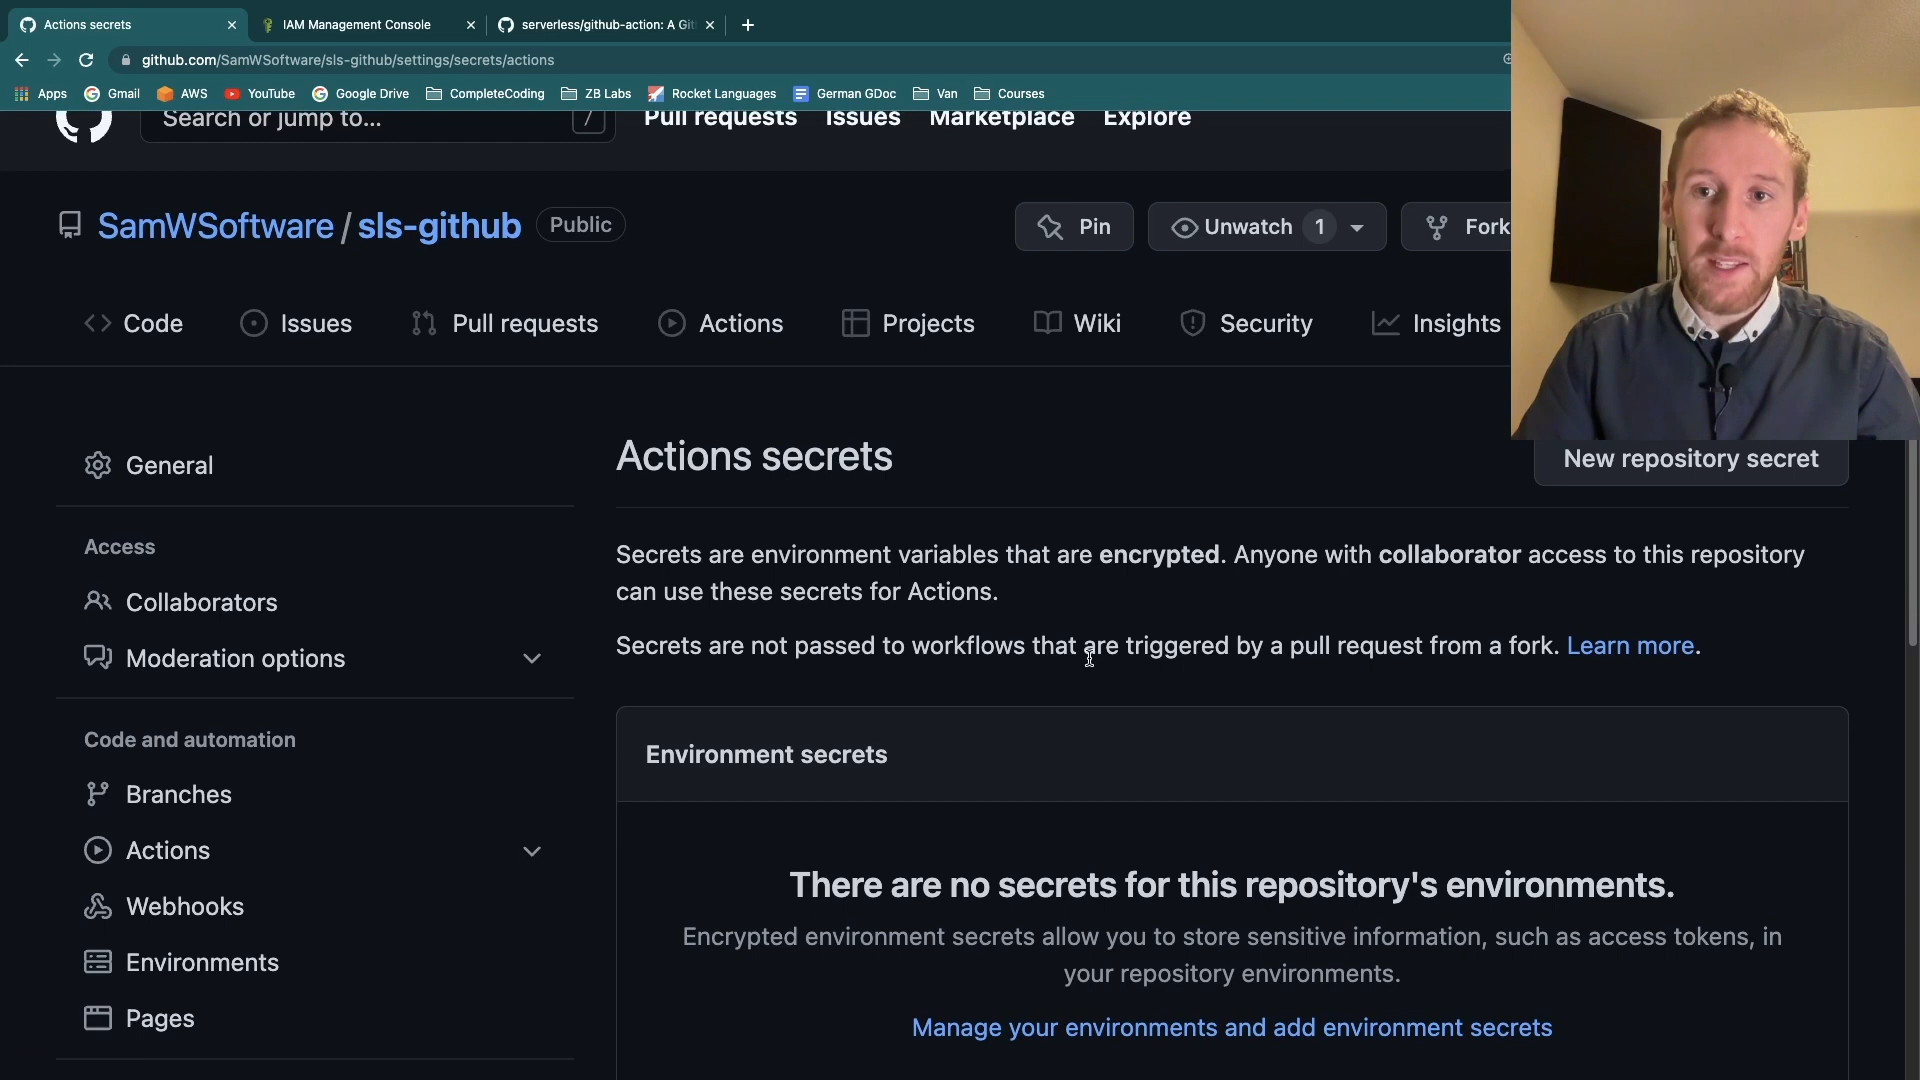 Actions secrets
IAM Management Console
serverless/github-action: A Git
github.com/SamWSoftware/sls-github/settings/secrets/actions
Apps Gmail AWS YouTube Google Drive CompleteCoding ZB Labs Rocket Languages German GDoc Van Courses
Search or jump to... / Pull requests Issues Marketplace Explore
SamWSoftware / sls-github Public Pin Unwatch 1 Fork
Code Issues Pull requests Actions Projects Wiki Security Insights
General
Access
Collaborators
Moderation options
Code and automation
Branches
Actions
Webhooks
Environments
Pages
Actions secrets
New repository secret
Secrets are environment variables that are encrypted. Anyone with collaborator access to this repository
can use these secrets for Actions.
Secrets are not passed to workflows that are triggered by a pull request from a fork. Learn more.
Environment secrets
There are no secrets for this repository's environments.
Encrypted environment secrets allow you to store sensitive information, such as access tokens, in
your repository environments.
Manage your environments and add environment secrets